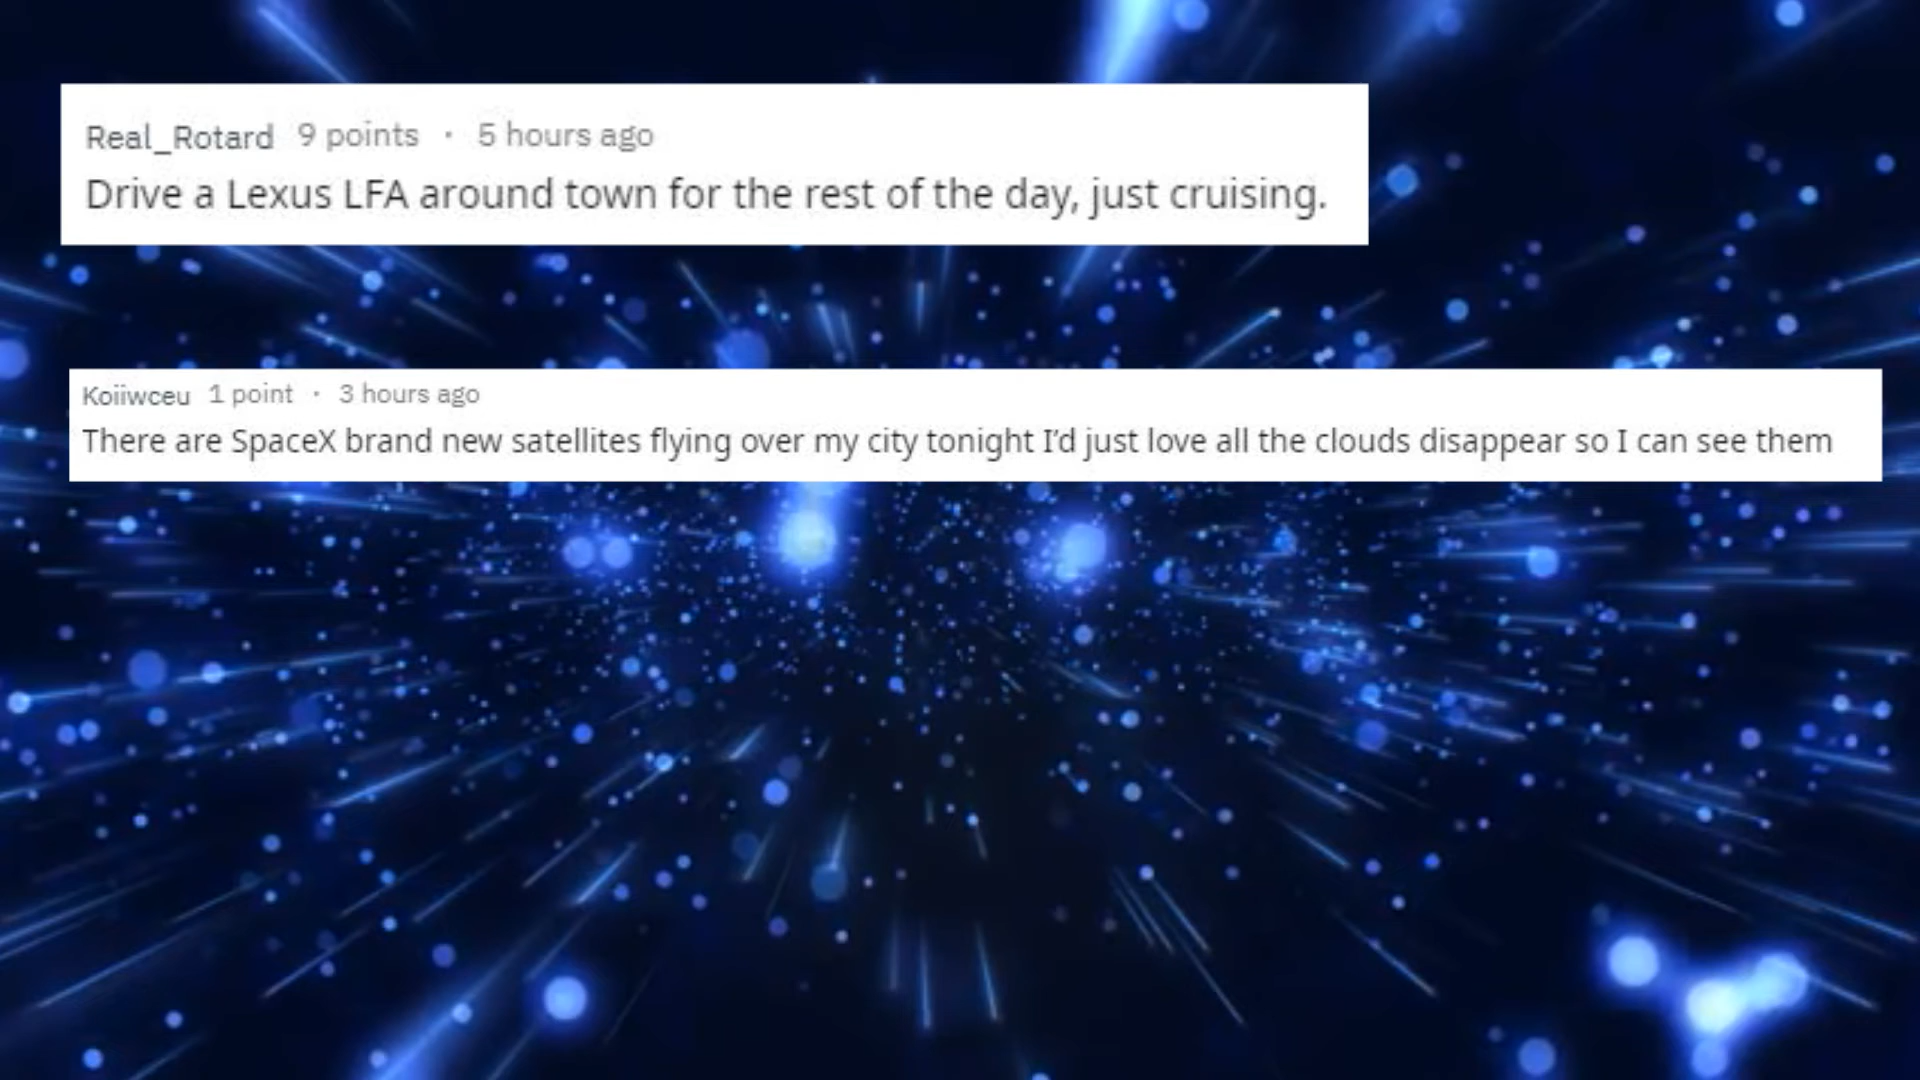 Real_Rotard 9 points · 5 hours ago
Drive a Lexus LFA around town for the rest of the day, just cruising.
Koiiwceu 1 point · 3 hours ago
There are SpaceX brand new satellites flying over my city tonight I’d just love all the clouds disappear so I can see them